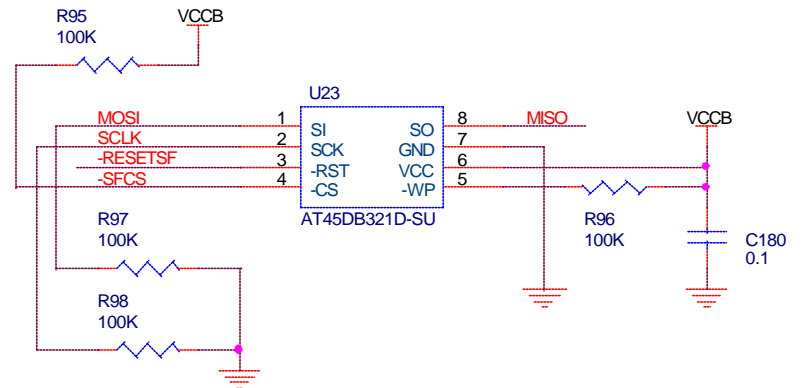 R95
100K
VCCB
U23
MOSI 1 SI SO 8 MISO
SCLK 2 SCK GND 7
-RESETSF 3 -RST VCC 6
-SFCS 4 -CS -WP 5
VCCB
AT45DB321D-SU
R96
100K
C180
0.1
R97
100K
R98
100K